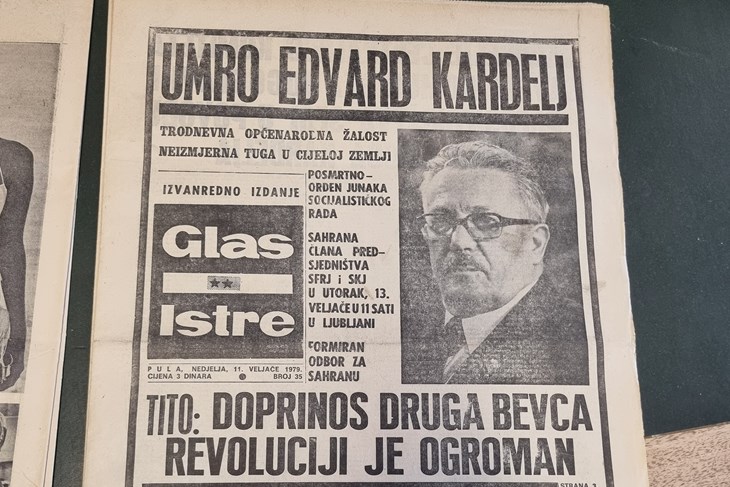 UMRO EDVARD KARDELJ
TRODNEVNA OPĆENARODNA ŽALOST
NEIZMJERNA TUGA U CIJELOJ ZEMLJI
IZVANREDNO IZDANJE
Glas
Istre
PULA, NEDJELJA, 11. VELJAČE 1979.
CIJENA 3 DINARA BROJ 35
POSMRTNO –
ORDEN JUNAKA
SOCIJALISTIČKOG
RADA
SAHRANA
ČLANA PRED-
SJEDNIŠTVA
SFRJ i SKJ
U UTORAK, 13.
VELJAČE U 11 SATI
U LJUBLJANI
FORMIRAN
ODBOR ZA
SAHRANU
TITO: DOPRINOS DRUGA BEVCA
REVOLUCIJI JE OGROMAN
STRANA 3